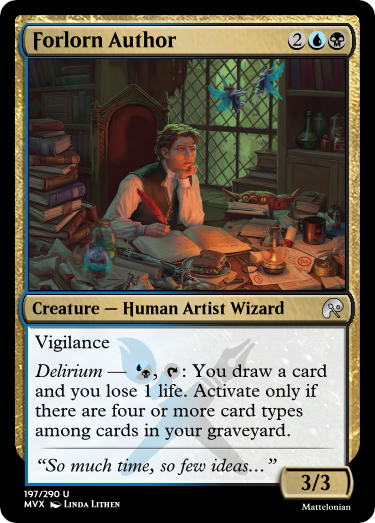 Forlorn Author 2
Creature — Human Artist Wizard
Vigilance
Delirium — , : You draw a card
and you lose 1 life. Activate only if
there are four or more card types
among cards in your graveyard.
“So much time, so few ideas…”
3/3
197/290 U
MVX Linda Lithen
Mattelonian